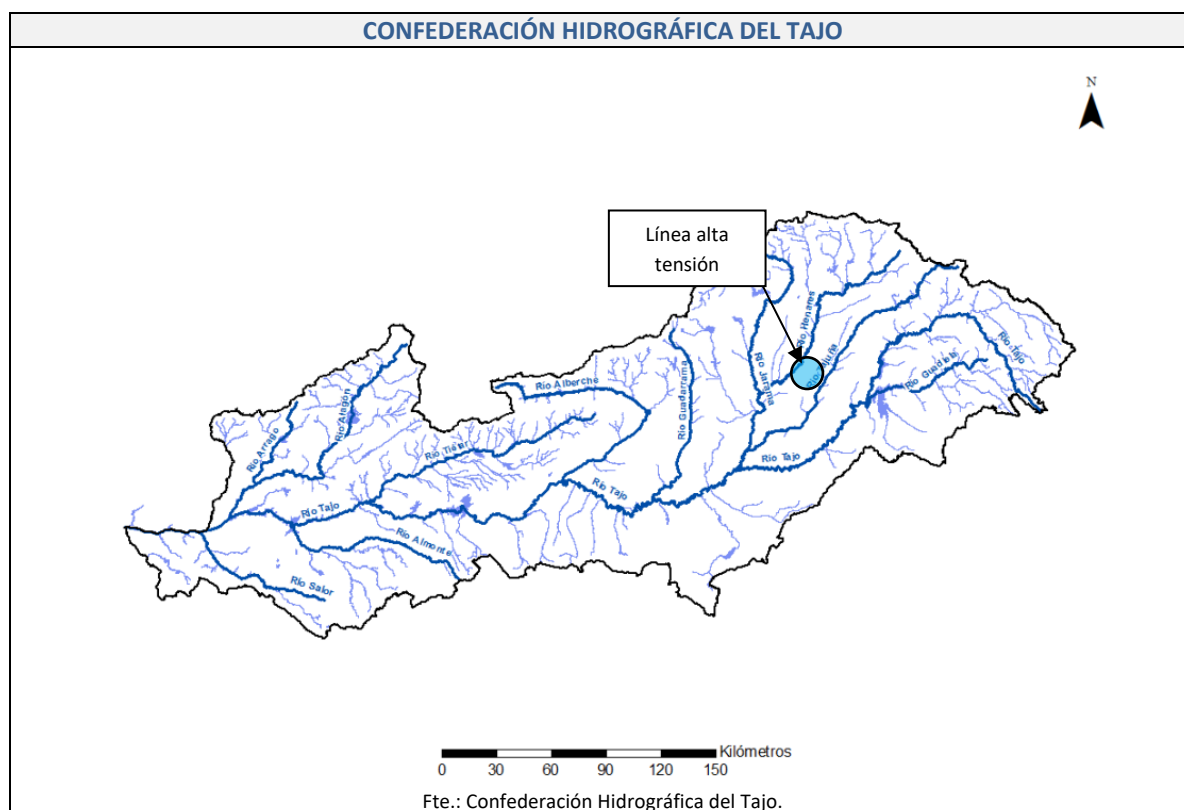 CONFEDERACIÓN HIDROGRÁFICA DEL TAJO
N
Línea alta
tensión
Río Henares
Río Jarama
Río Tajo
Río Guadiela
Río Alberche
Río Guadarrama
Río Alagón
Río Arrago
Río Tiétar
Río Tajo
Río Tajo
Río Tajo
Río Almonte
Río Salor
Kilómetros
0 30 60 90 120 150
Fte.: Confederación Hidrográfica del Tajo.